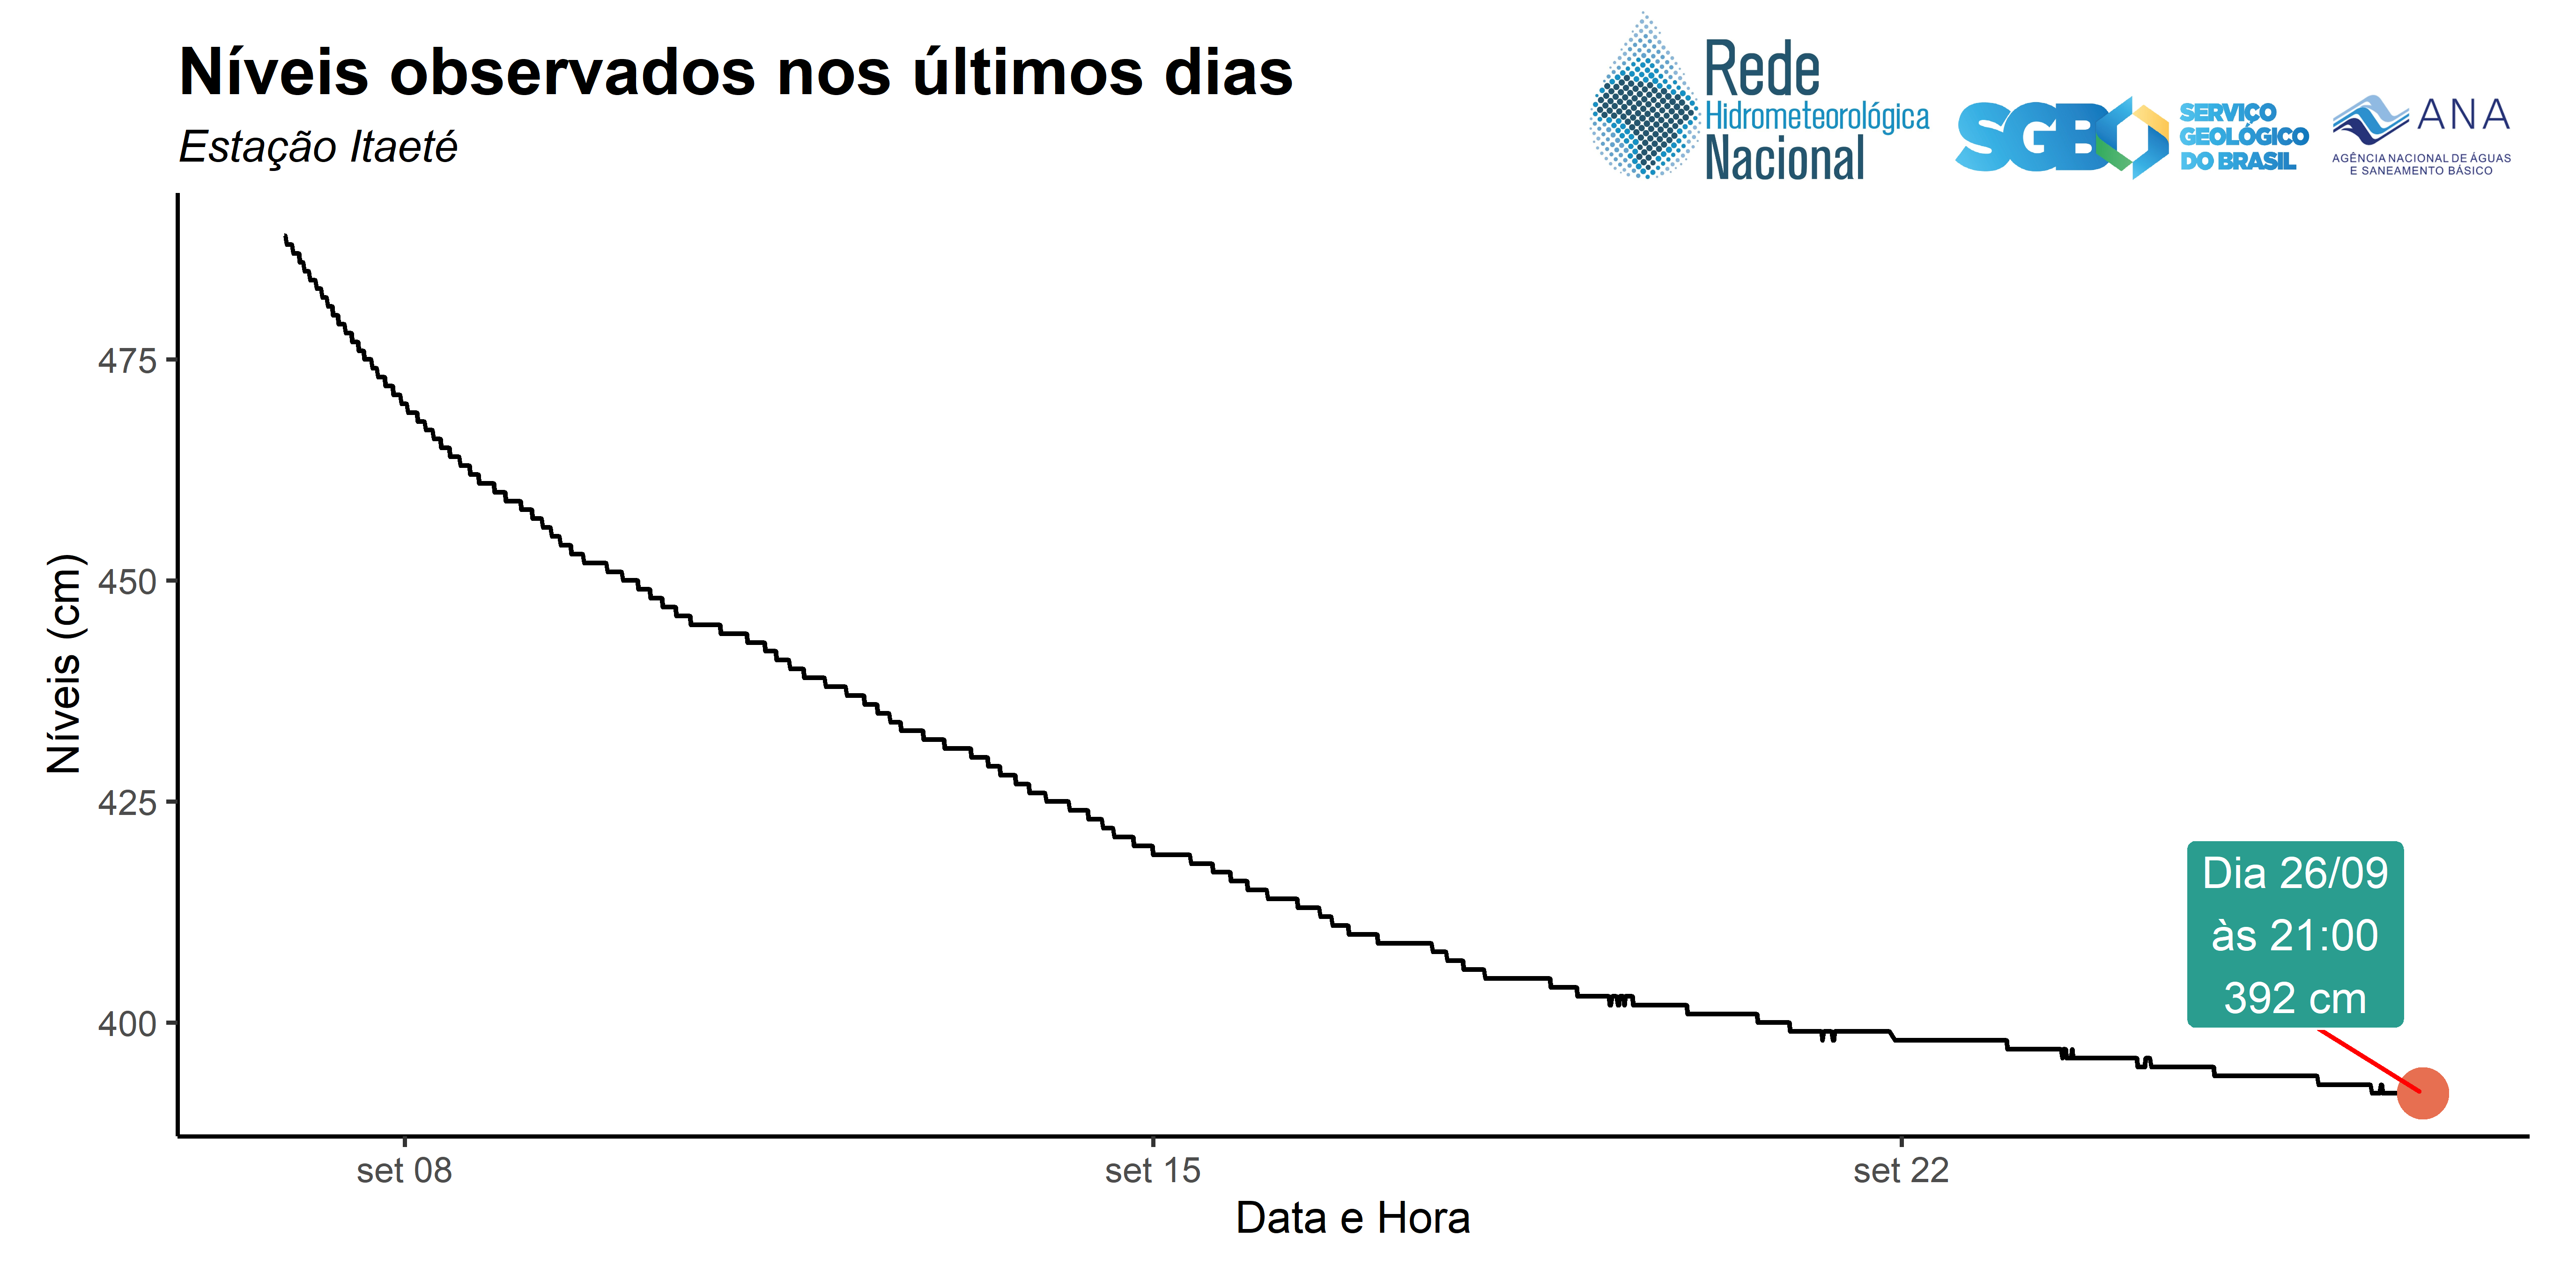 Níveis observados nos últimos dias
Estação Itaeté
Rede
Hidrometeorológica
Nacional
SGB
SERVIÇO
GEOLÓGICO
DO BRASIL
ANA
AGÊNCIA NACIONAL DE ÁGUAS
E SANEAMENTO BÁSICO
Níveis (cm)
475
450
425
400
Dia 26/09
às 21:00
392 cm
set 08
set 15
set 22
Data e Hora